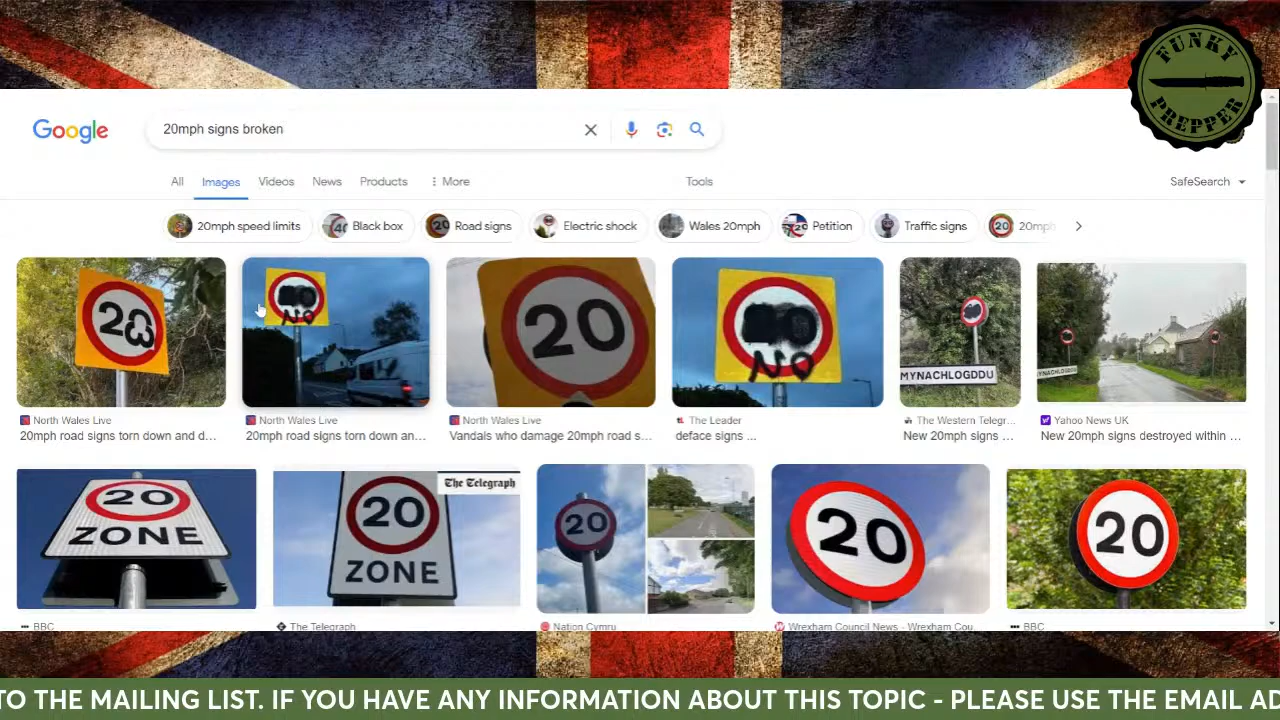 FUNKY
PREPPER
Google
20mph signs broken
All Images Videos News Products More Tools SafeSearch
20mph speed limits Black box Road signs Electric shock Wales 20mph Petition Traffic signs 20mph
20
NO
20
NO
MYNACHLOGDDU
North Wales Live North Wales Live North Wales Live The Leader The Western Telegr... Yahoo News UK
20mph road signs torn down and d... 20mph road signs torn down an... Vandals who damage 20mph road s... deface signs ... New 20mph signs ... New 20mph signs destroyed within ...
20
ZONE
The Telegraph
20
ZONE
20
20
20
BBC The Telegraph Nation Cymru Wrexham Council News - Wrexham Cou... BBC
TO THE MAILING LIST. IF YOU HAVE ANY INFORMATION ABOUT THIS TOPIC - PLEASE USE THE EMAIL AD